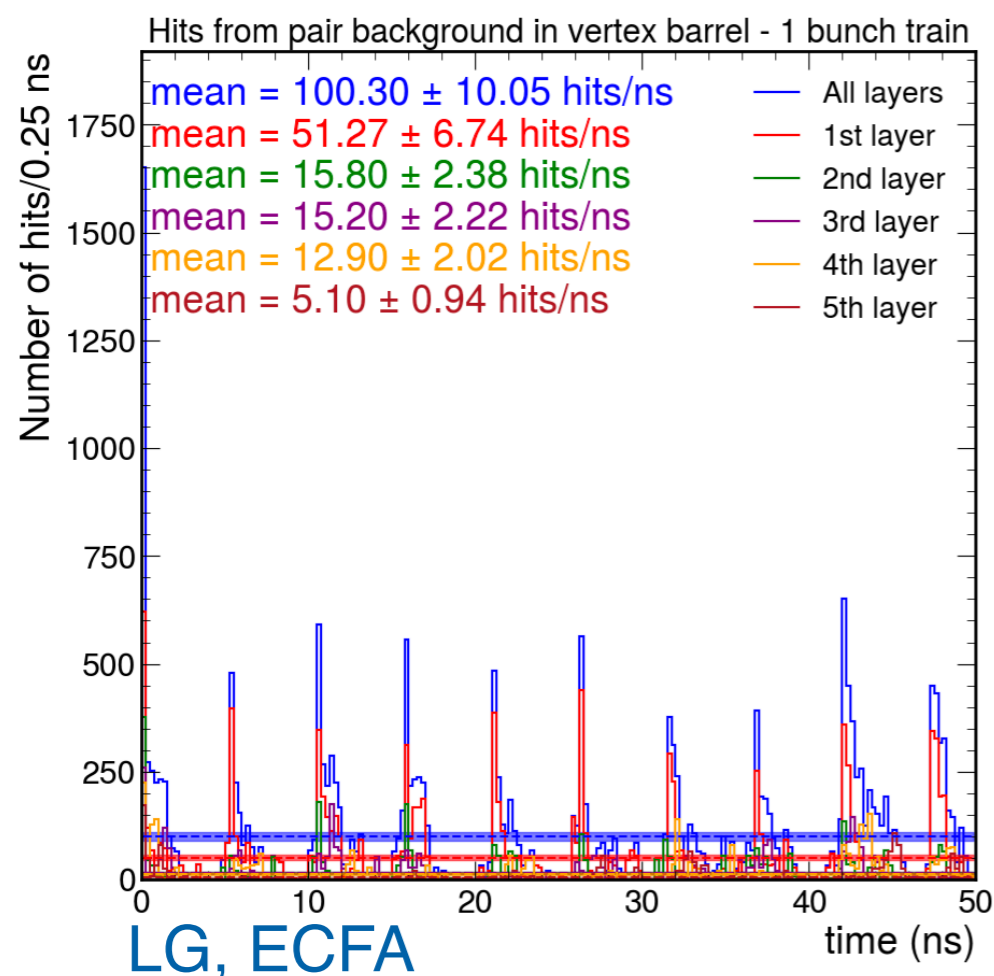 Hits from pair background in vertex barrel - 1 bunch train
Number of hits/0.25 ns
mean = 100.30 ± 10.05 hits/ns
mean = 51.27 ± 6.74 hits/ns
mean = 15.80 ± 2.38 hits/ns
mean = 15.20 ± 2.22 hits/ns
mean = 12.90 ± 2.02 hits/ns
mean = 5.10 ± 0.94 hits/ns
All layers
1st layer
2nd layer
3rd layer
4th layer
5th layer
1750
1500
1250
1000
750
500
250
0
0 10 20 30 40 50
time (ns)
LG, ECFA